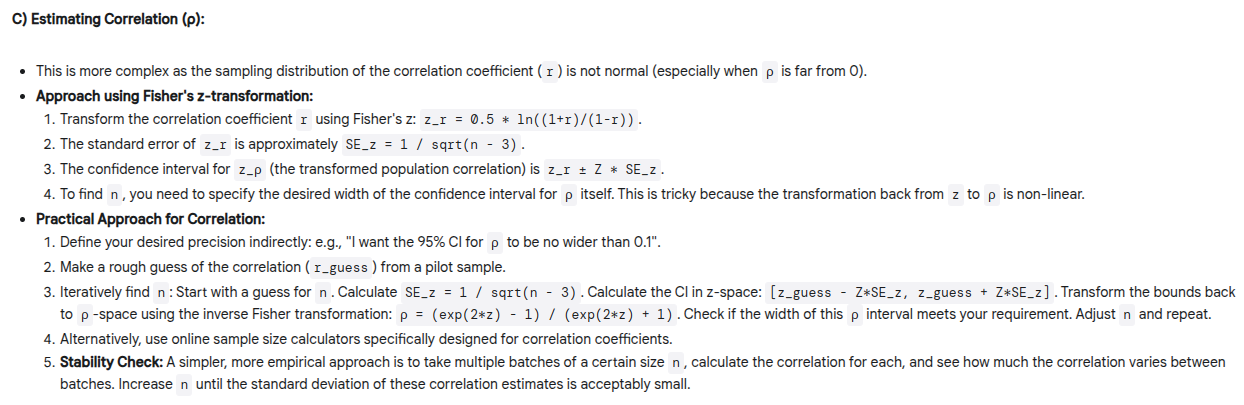 C) Estimating Correlation (ρ):
• This is more complex as the sampling distribution of the correlation coefficient ( r ) is not normal (especially when ρ is far from 0).
• Approach using Fisher's z-transformation:
1. Transform the correlation coefficient r using Fisher's z: z_r = 0.5 * ln((1+r)/(1-r)) .
2. The standard error of z_r is approximately SE_z = 1 / sqrt(n - 3) .
3. The confidence interval for z_ρ (the transformed population correlation) is z_r ± Z * SE_z .
4. To find n , you need to specify the desired width of the confidence interval for ρ itself. This is tricky because the transformation back from z to ρ is non-linear.
• Practical Approach for Correlation:
1. Define your desired precision indirectly: e.g., "I want the 95% CI for ρ to be no wider than 0.1".
2. Make a rough guess of the correlation ( r_guess ) from a pilot sample.
3. Iteratively find n : Start with a guess for n . Calculate SE_z = 1 / sqrt(n - 3) . Calculate the CI in z-space: [z_guess - Z*SE_z, z_guess + Z*SE_z] . Transform the bounds back
to ρ -space using the inverse Fisher transformation: ρ = (exp(2*z) - 1) / (exp(2*z) + 1) . Check if the width of this ρ interval meets your requirement. Adjust n and repeat.
4. Alternatively, use online sample size calculators specifically designed for correlation coefficients.
5. Stability Check: A simpler, more empirical approach is to take multiple batches of a certain size n , calculate the correlation for each, and see how much the correlation varies between
batches. Increase n until the standard deviation of these correlation estimates is acceptably small.